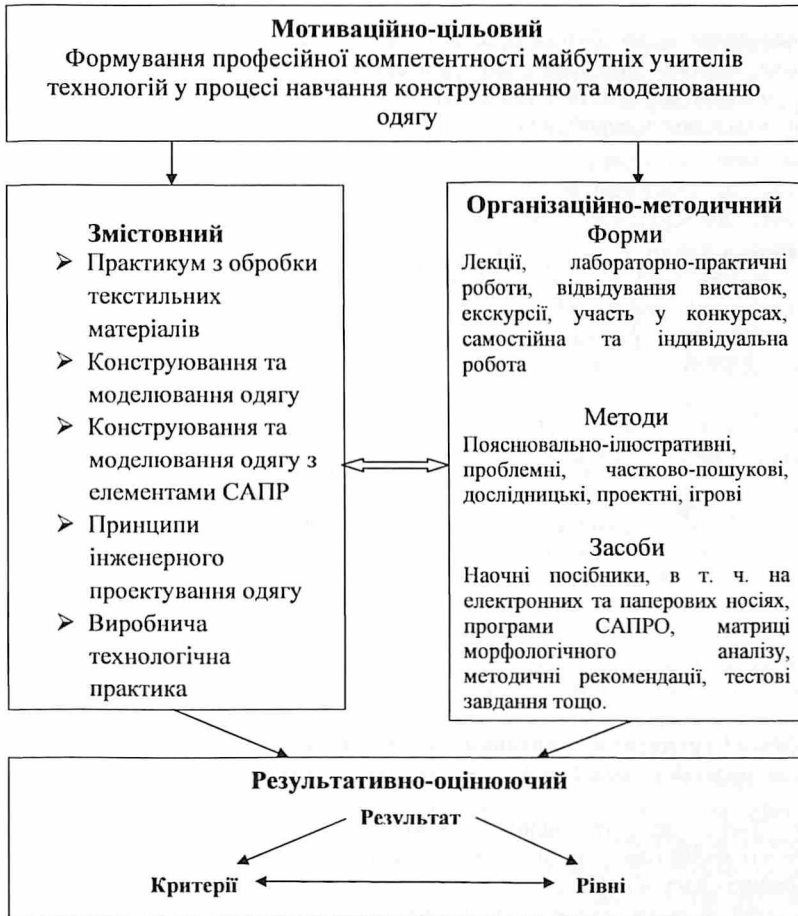 Мотиваційно-цільовий
Формування професійної компетентності майбутніх учителів
технологій у процесі навчання конструюванню та моделюванню
одягу
Змістовний
➢ Практикум з обробки
текстильних
матеріалів
➢ Конструювання та
моделювання одягу
➢ Конструювання та
моделювання одягу з
елементами САПР
➢ Принципи
інженерного
проектування одягу
➢ Виробнича
технологічна
практика
Організаційно-методичний
Форми
Лекції, лабораторно-практичні
роботи, відвідування виставок,
екскурсії, участь у конкурсах,
самостійна та індивідуальна
робота
Методи
Пояснювально-ілюстративні,
проблемні, частково-пошукові,
дослідницькі, проектні, ігрові
Засоби
Наочні посібники, в т. ч. на
електронних та паперових носіях,
програми САПРО, матриці
морфологічного аналізу,
методичні рекомендації, тестові
завдання тощо.
Результативно-оцінюючий
Результат
Критерії
Рівні